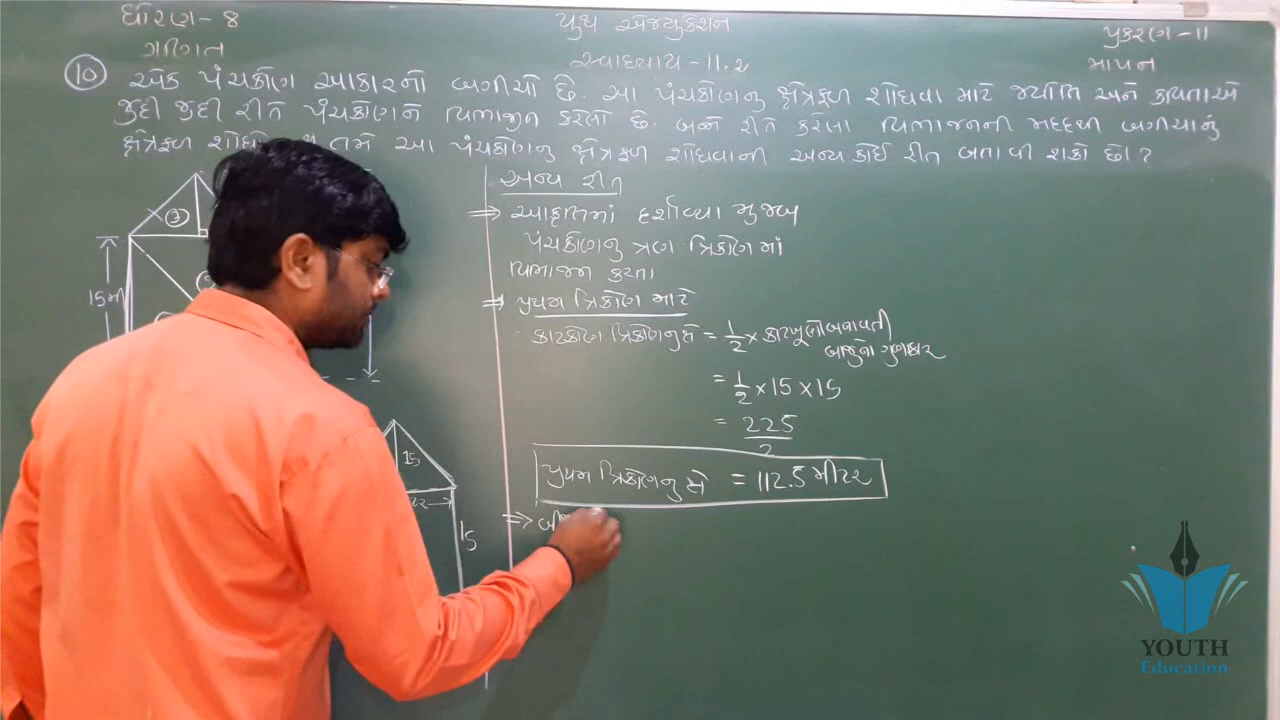 ધોરણ-8
યુથ એજ્યુકેશન
પ્રકરણ-11
ગણિત
સ્વાધ્યાય-11.2
માપન
10 એક પંચકોણ આકારનો બગીચો છે. આ પંચકોણનુ ક્ષેત્રફળ શોધવા માટે જ્યોતિ અને કવિતાએ
જુદી જુદી રીતે પંચકોણને વિભાજીત કરેલો છે. બન્ને રીતે કરેલા વિભાજનની મદદથી બગીચાનું
ક્ષેત્રફળ તમે આ પંચકોણનુ ક્ષેત્રફળ શોધવાની અન્ય કોઈ રીત બતાવી શકો છો?
③
15મી
15
15
અન્ય રીત
⇒ આકૃતિમાં દર્શાવ્યા મુજબ
પંચકોણનુ ત્રણ ત્રિકોણમાં
વિભાજન કરતા
⇒ પ્રથમ ત્રિકોણ માટે
કાટકોણ ત્રિકોણનુ ક્ષે = 1/2 × કાટખૂણો બનાવતી
બાજુનો ગુણાકાર
= 1/2 × 15 × 15
= 225/2
પ્રથમ ત્રિકોણનુ ક્ષે = 112.5 મીટર
⇒
YOUTH
Education